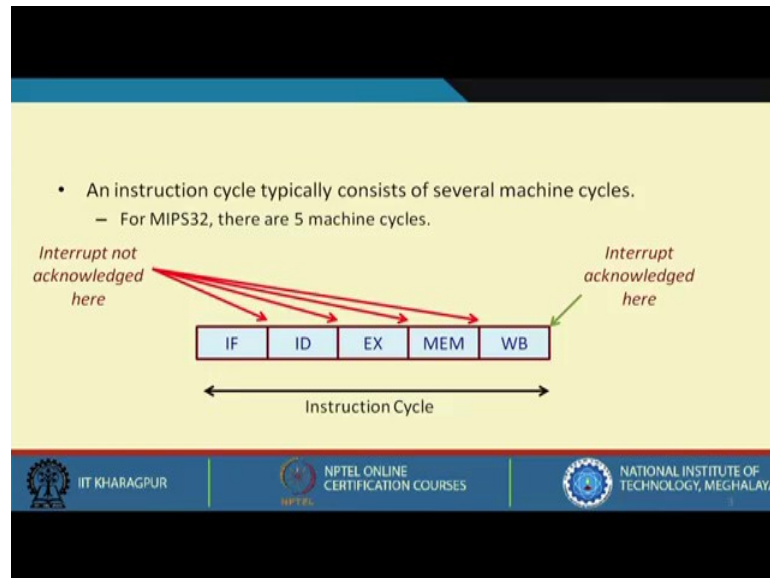 • An instruction cycle typically consists of several machine cycles.
– For MIPS32, there are 5 machine cycles.
Interrupt not
acknowledged
here
Interrupt
acknowledged
here
IF ID EX MEM WB
Instruction Cycle
IIT KHARAGPUR
NPTEL
NPTEL ONLINE
CERTIFICATION COURSES
NATIONAL INSTITUTE OF
TECHNOLOGY, MEGHALAYA
3